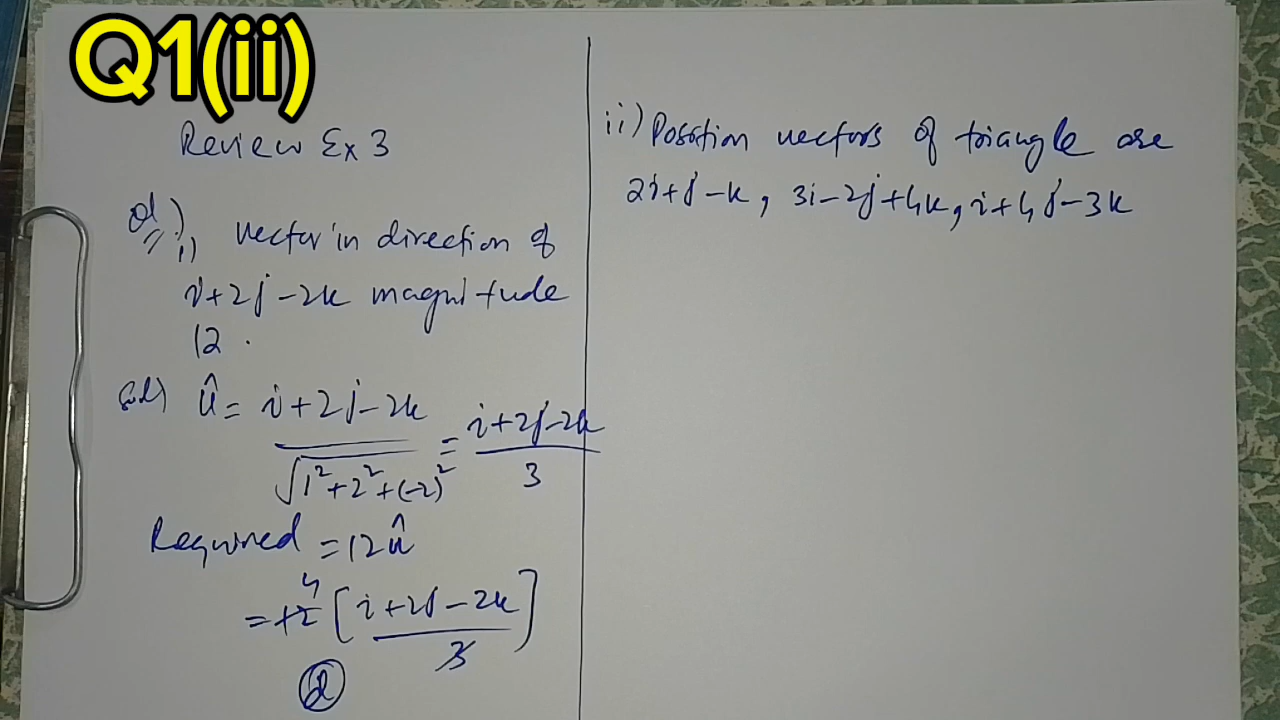 Q1(ii)
Review Ex 3
Q1) i) vector in direction of
i+2j-2k magnitude
12.
Sol) û = i+2j-2k / √1²+2²+(-2)² = i+2j-2k / 3
Required = 12û
= 12 4 [i+2j-2k / 3]
d
ii) Position vectors of triangle are
2i+j-k, 3i-2j+4k, i+4j-3k